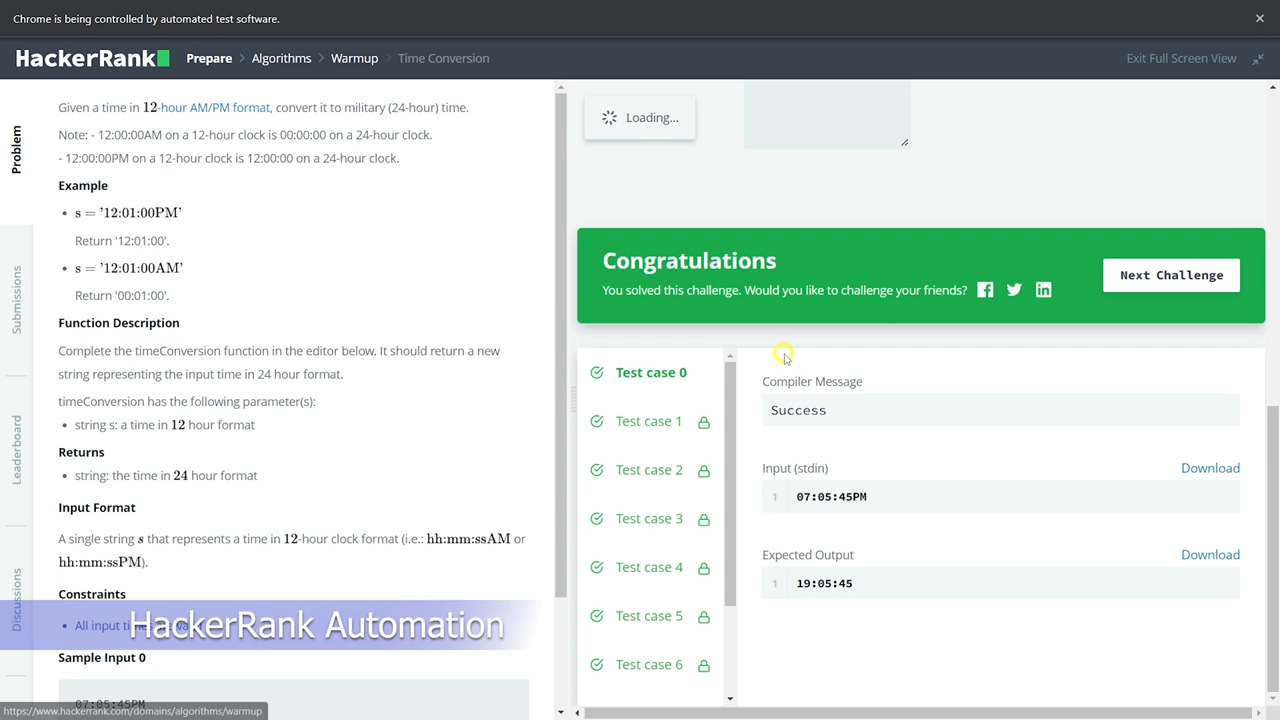 Chrome is being controlled by automated test software.
HackerRank
Prepare > Algorithms > Warmup > Time Conversion
Exit Full Screen View
Problem
Submissions
Leaderboard
Discussions
Given a time in 12-hour AM/PM format, convert it to military (24-hour) time.
Note: - 12:00:00AM on a 12-hour clock is 00:00:00 on a 24-hour clock.
- 12:00:00PM on a 12-hour clock is 12:00:00 on a 24-hour clock.
Example
• s = '12:01:00PM'
Return '12:01:00'.
• s = '12:01:00AM'
Return '00:01:00'.
Function Description
Complete the timeConversion function in the editor below. It should return a new
string representing the input time in 24 hour format.
timeConversion has the following parameter(s):
• string s: a time in 12 hour format
Returns
• string: the time in 24 hour format
Input Format
A single string s that represents a time in 12-hour clock format (i.e.: hh:mm:ssAM or
hh:mm:ssPM).
Constraints
• All input
HackerRank Automation
Sample Input 0
07:05:45PM
https://www.hackerrank.com/domains/algorithms/warmup
Loading...
Congratulations
You solved this challenge. Would you like to challenge your friends?
Next Challenge
Test case 0
Test case 1
Test case 2
Test case 3
Test case 4
Test case 5
Test case 6
Compiler Message
Success
Input (stdin)
Download
1 07:05:45PM
Expected Output
Download
1 19:05:45